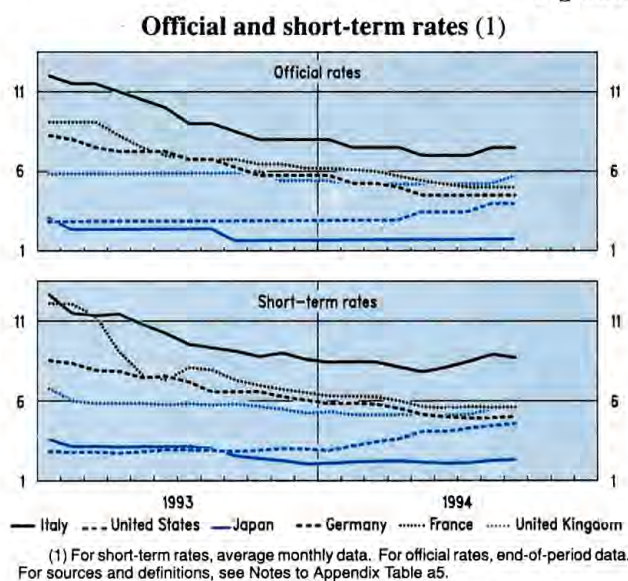 Official and short-term rates (1)
Official rates
11 11
6 6
1 1
Short-term rates
11 11
6 6
1 1
1993 1994
Italy United States Japan Germany France United Kingdom
(1) For short-term rates, average monthly data. For official rates, end-of-period data.
For sources and definitions, see Notes to Appendix Table a5.